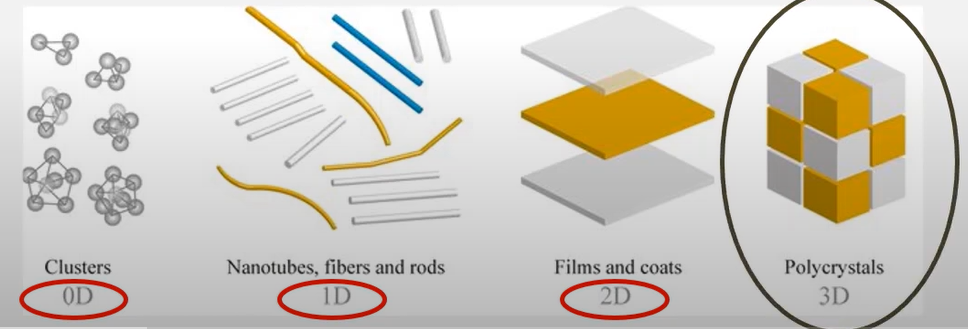 Clusters
0D
Nanotubes, fibers and rods
1D
Films and coats
2D
Polycrystals
3D